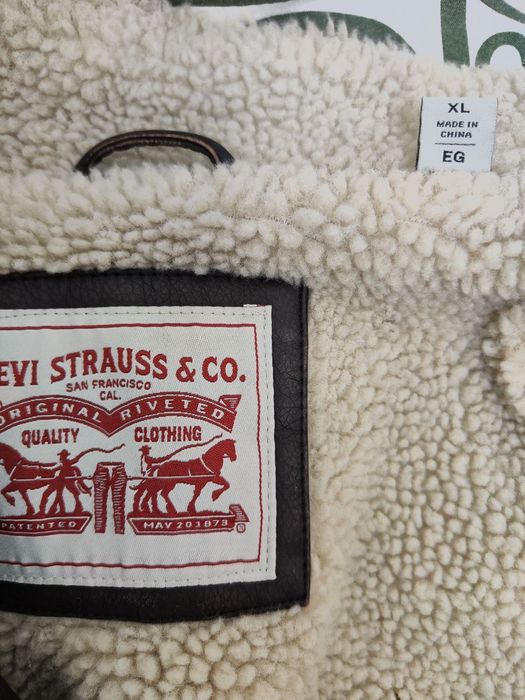 XL
MADE IN
CHINA
EG
EVI STRAUSS & CO.
SAN FRANCISCO
CAL.
ORIGINAL RIVETED
QUALITY CLOTHING
PATENTED MAY 20 1873
®